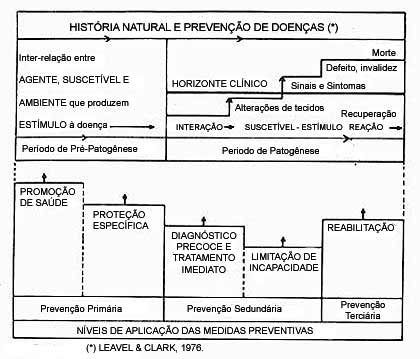 HISTÓRIA NATURAL E PREVENÇÃO DE DOENÇAS (*)
Inter-relação entre
AGENTE, SUSCETÍVEL E
AMBIENTE que produzem
ESTÍMULO à doença
Morte
Defeito, invalidez
HORIZONTE CLÍNICO
Sinais e Sintomas
Alterações de tecidos
Recuperação
INTERAÇÃO SUSCETÍVEL - ESTÍMULO REAÇÃO
Período de Pré-Patogênese
Período de Patogênese
PROMOÇÃO
DE SAÚDE
PROTEÇÃO
ESPECÍFICA
DIAGNÓSTICO
PRECOCE E
TRATAMENTO
IMEDIATO
LIMITAÇÃO DE
INCAPACIDADE
REABILITAÇÃO
Prevenção Primária
Prevenção Sedundária
Prevenção
Terciária
NÍVEIS DE APLICAÇÃO DAS MEDIDAS PREVENTIVAS
(*) LEAVEL & CLARK, 1976.